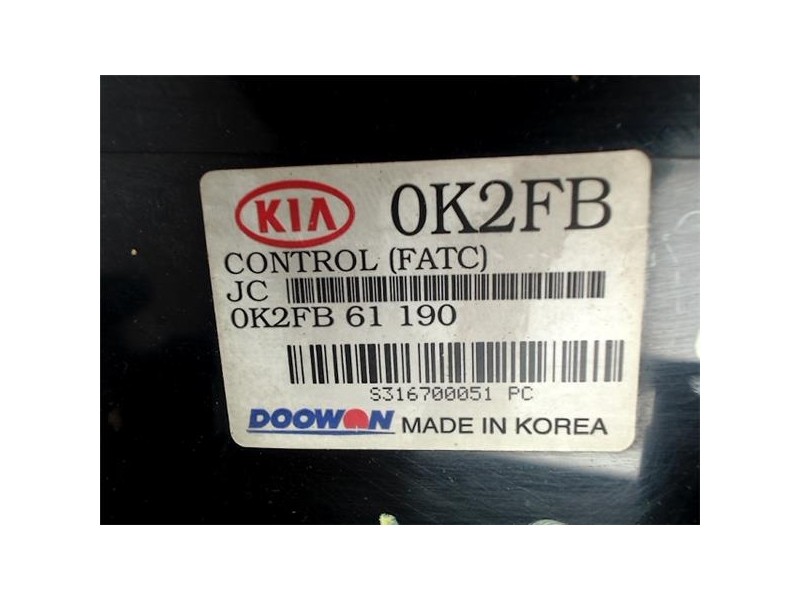 KIA 0K2FB
CONTROL (FATC)
JC
0K2FB 61 190
S316700051 PC
DOOWON MADE IN KOREA